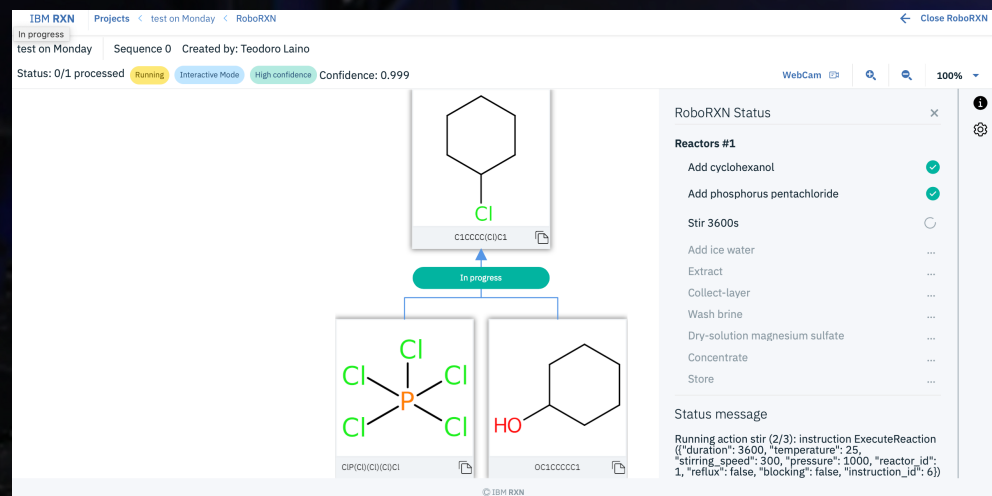 IBM RXN Projects < test on Monday < RoboRXN ← Close RoboRXN
In progress
test on Monday Sequence 0 Created by: Teodoro Laino
Status: 0/1 processed Running Interactive Mode High confidence Confidence: 0.999 WebCam 100%
Cl
C1CCCC(Cl)C1
In progress
Cl
Cl Cl
P
Cl Cl
ClP(Cl)(Cl)(Cl)Cl
HO
OC1CCCCC1
RoboRXN Status
Reactors #1
Add cyclohexanol
Add phosphorus pentachloride
Stir 3600s
Add ice water ...
Extract ...
Collect-layer ...
Wash brine ...
Dry-solution magnesium sulfate ...
Concentrate ...
Store ...
Status message
Running action stir (2/3): instruction ExecuteReaction
({"duration": 3600, "temperature": 25,
"stirring_speed": 300, "pressure": 1000, "reactor_id":
1, "reflux": false, "blocking": false, "instruction_id": 6})
© IBM RXN